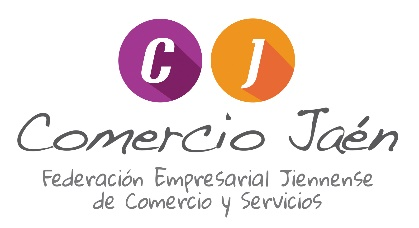 C J
Comercio Jaén
Federación Empresarial Jiennense
de Comercio y Servicios